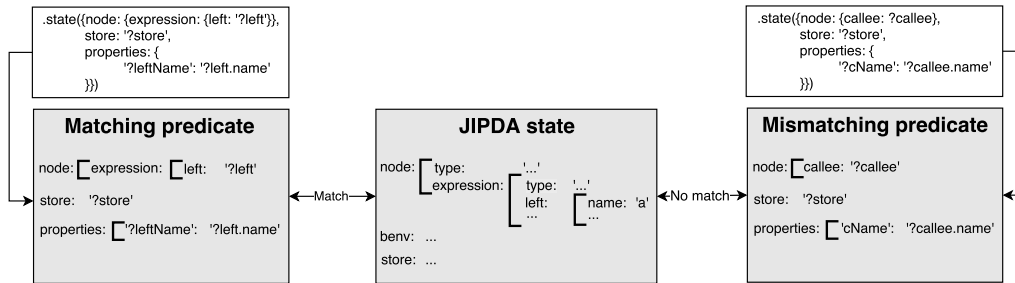 .state({node: {expression: {left: '?left'}},
store: '?store',
properties: {
'?leftName': '?left.name'
}})
.state({node: {callee: ?callee},
store: '?store',
properties: {
'?cName': '?callee.name'
}})
Matching predicate
node: expression: left: '?left'
store: '?store'
properties: '?leftName': '?left.name'
Match
JIPDA state
node: type: '...'
expression: type: '...'
left: name: 'a'
... ...
benv: ...
store: ...
No match
Mismatching predicate
node: callee: '?callee'
store: '?store'
properties: 'cName': '?callee.name'